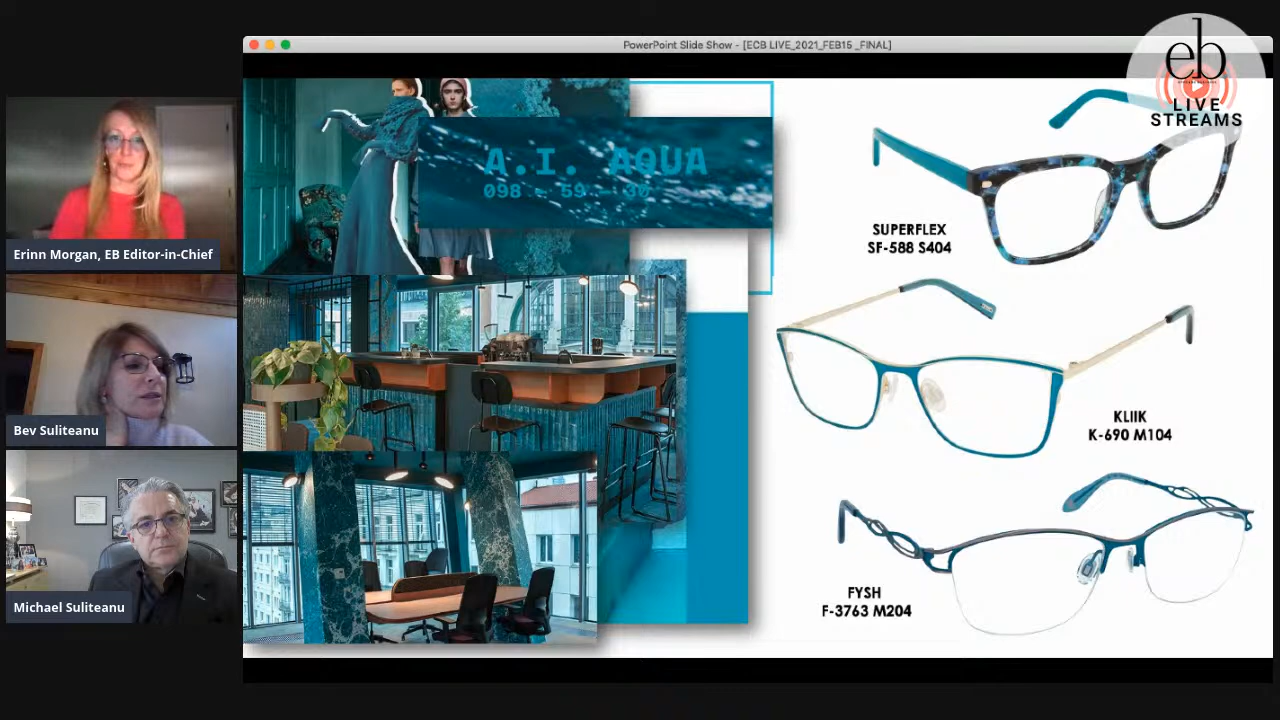 PowerPoint Slide Show - [ECB LIVE_2021_FEB15 _FINAL]
eb
LIVE
STREAMS
A.I. AQUA
098 - 59 - 30
SUPERFLEX
SF-588 S404
Erinn Morgan, EB Editor-in-Chief
KLIIK
K-690 M104
Bev Suliteanu
FYSH
F-3763 M204
Michael Suliteanu